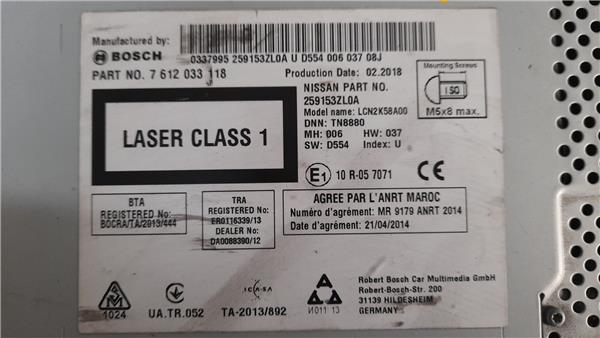 Manufactured by:
BOSCH
0337995 259153ZL0A U D554 006 037 08J
PART NO. 7 612 033 118
Production Date: 02.2018
Mounting Screws
ISO
M5x8 max.
NISSAN PART NO.
259153ZL0A
Model name: LCN2K58A00
DNN: TN8880
MH: 006 HW: 037
SW: D554 Index: U
LASER CLASS 1
E1 10 R-05 7071 CE
BTA
REGISTERED No:
BOCRA/TA/2013/444
TRA
REGISTERED No:
ER0116339/13
DEALER No:
DA0088390/12
AGREE PAR L'ANRT MAROC
Numéro d'agrément: MR 9179 ANRT 2014
Date d'agrément: 21/04/2014
1024
UA.TR.052
ICASA
TA-2013/892
И011 13
Robert Bosch Car Multimedia GmbH
Robert-Bosch-Str. 200
31139 HILDESHEIM
GERMANY